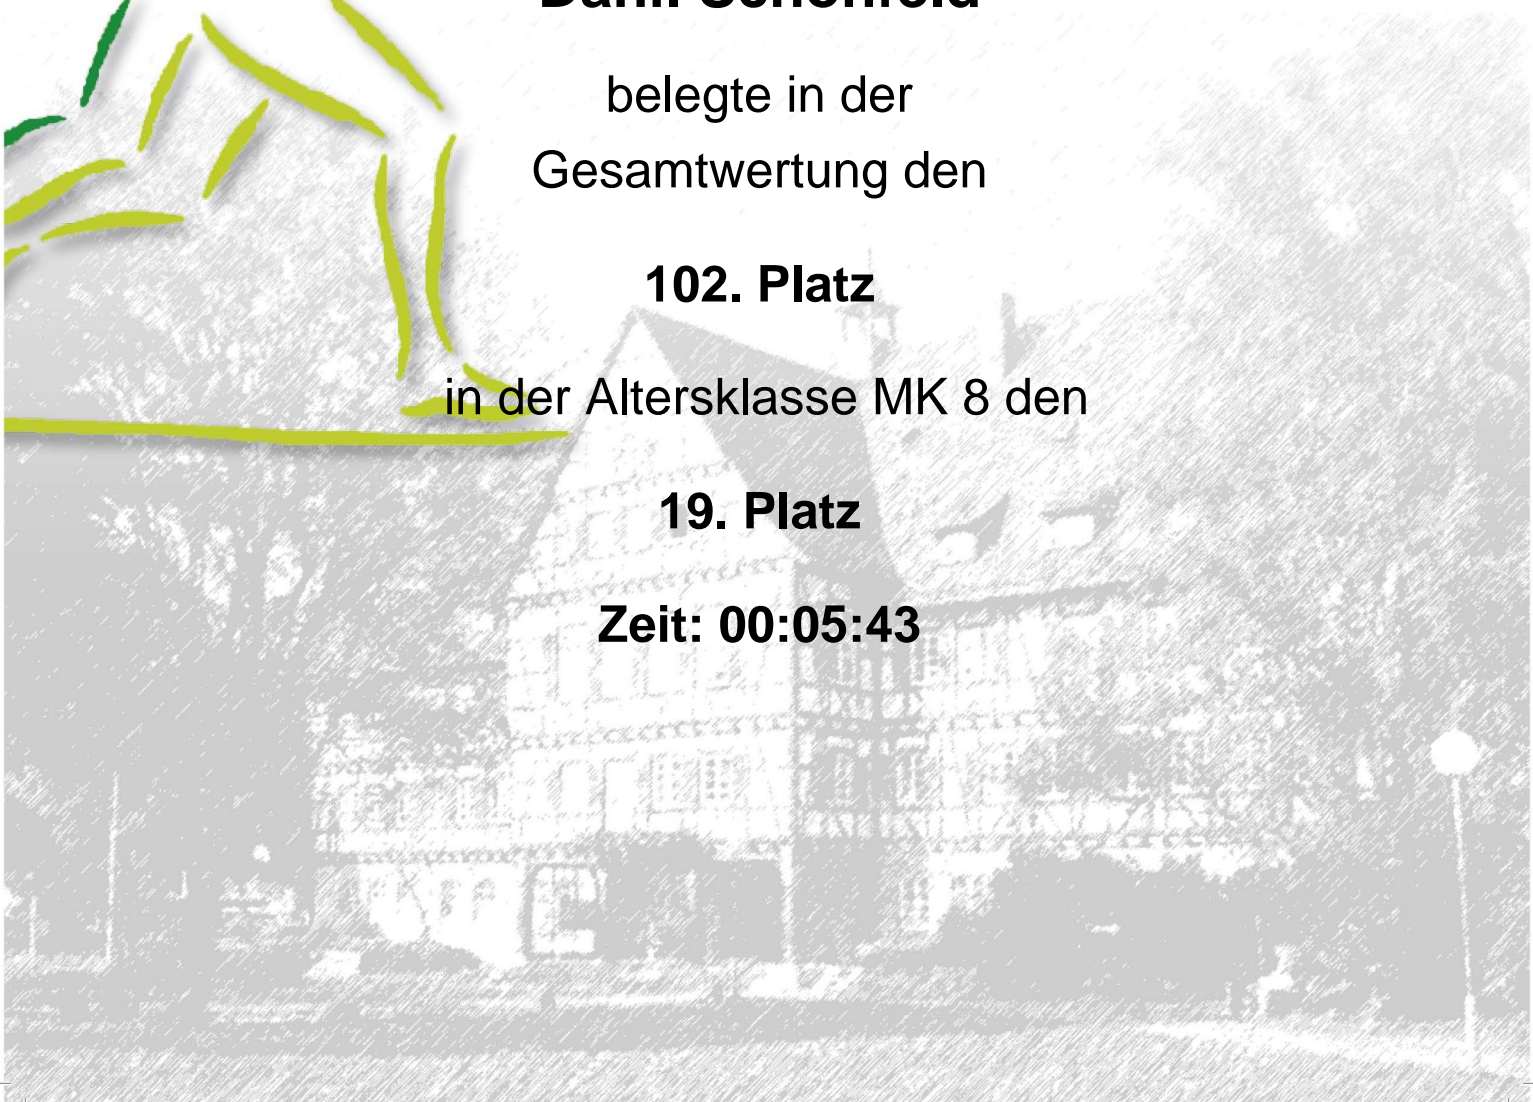 belegte in der
Gesamtwertung den
102. Platz
in der Altersklasse MK 8 den
19. Platz
Zeit: 00:05:43